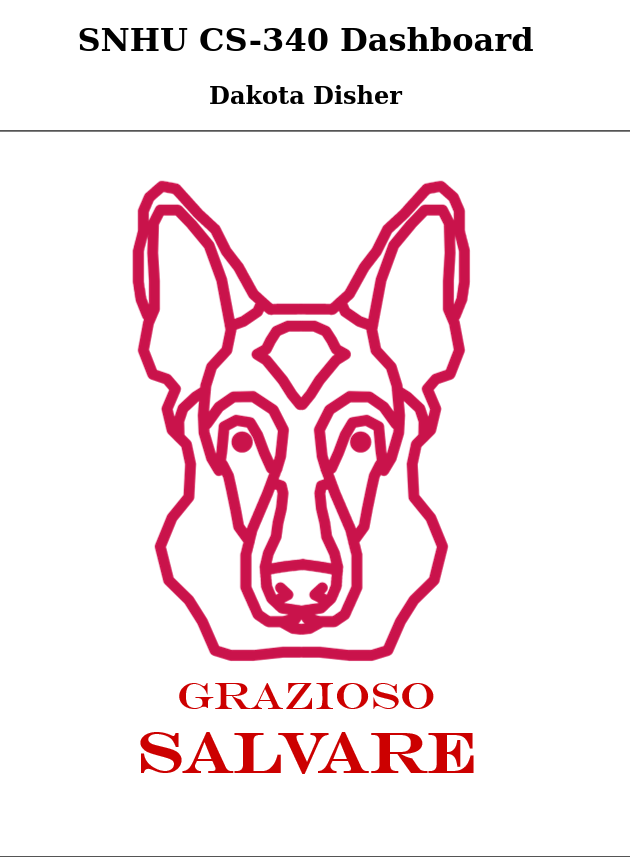 SNHU CS-340 Dashboard
Dakota Disher
GRAZIOSO
SALVARE